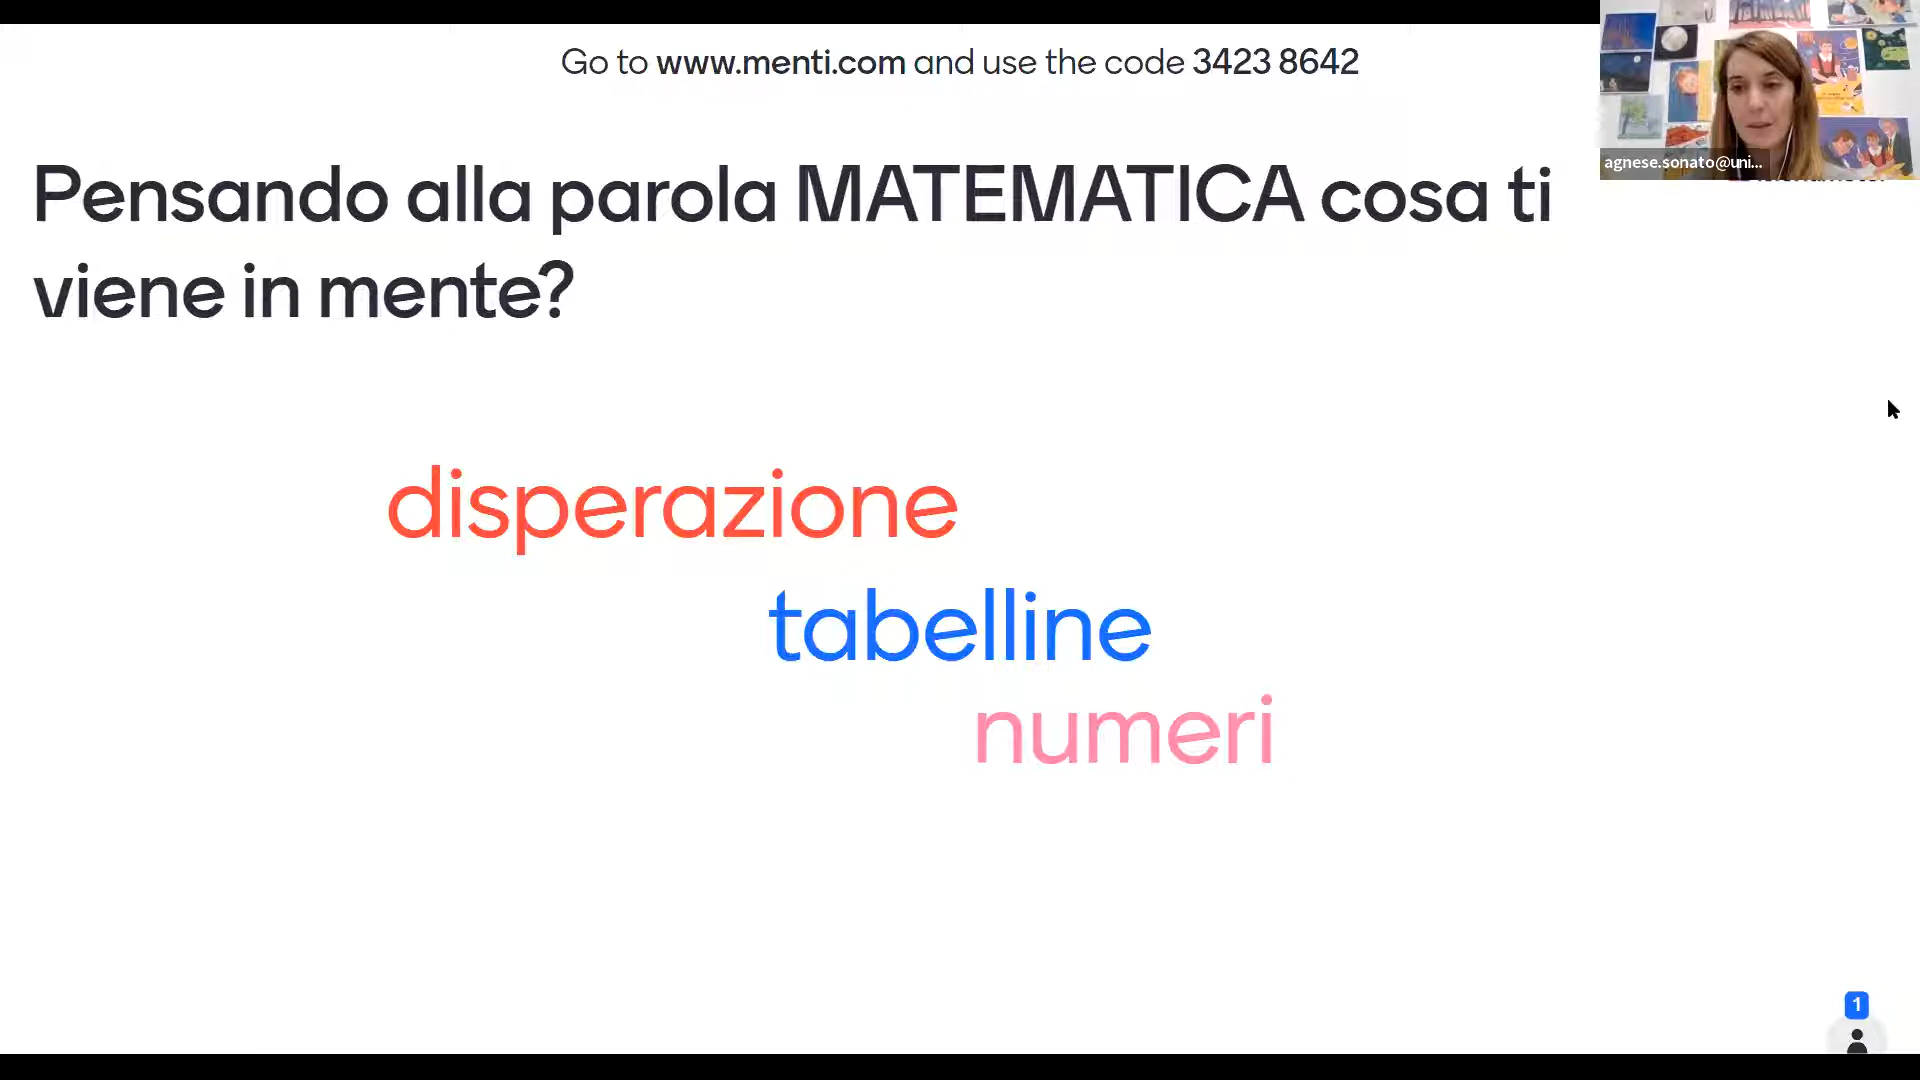 Go to www.menti.com and use the code 3423 8642
agnese.sonato@uni...
Pensando alla parola MATEMATICA cosa ti
viene in mente?
disperazione
tabelline
numeri
1